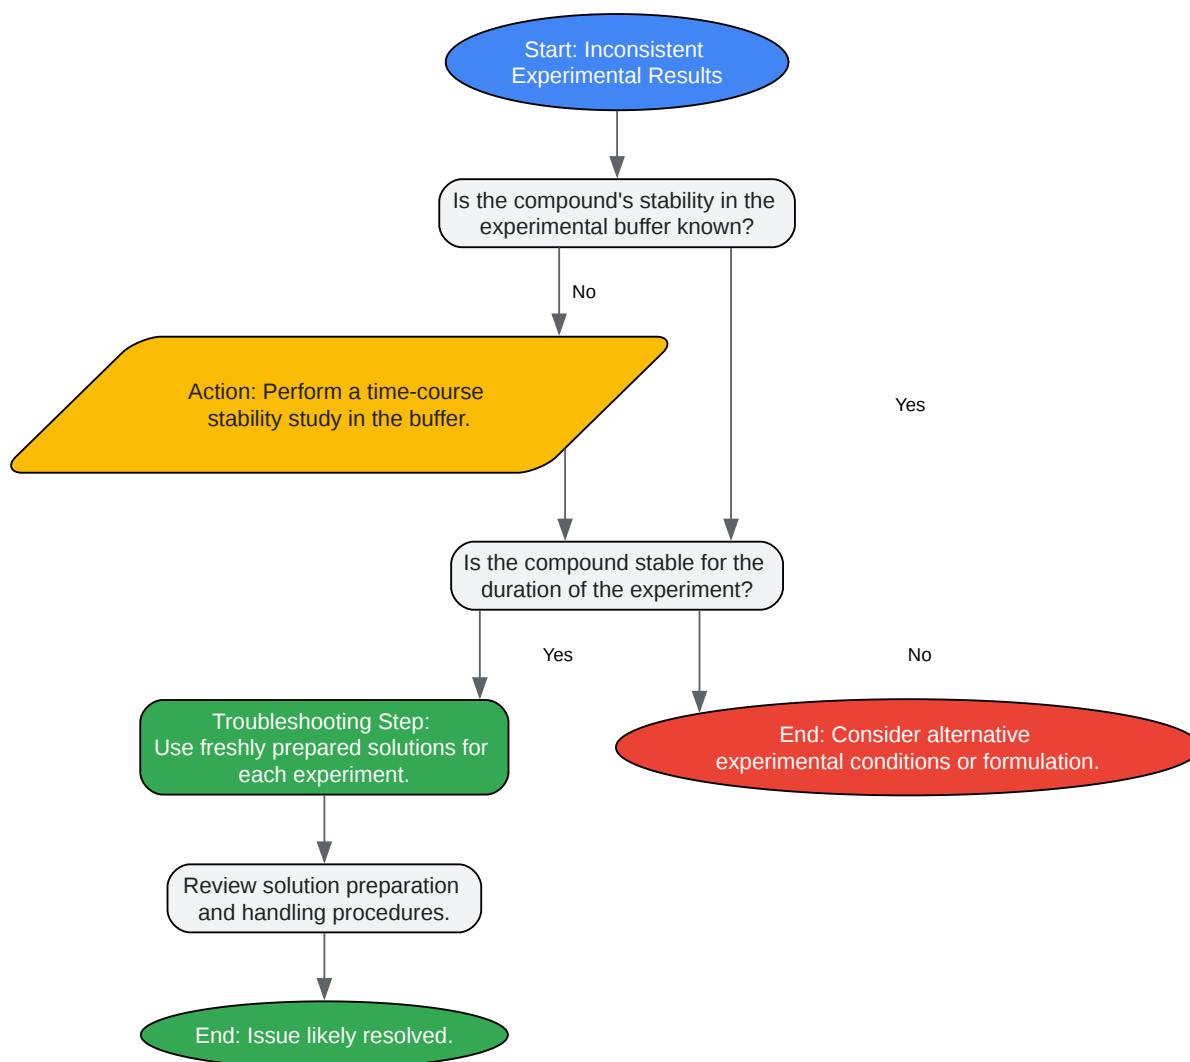 Start: Inconsistent
Experimental Results
Is the compound's stability in the
experimental buffer known?
No
Action: Perform a time-course
stability study in the buffer.
Yes
Is the compound stable for the
duration of the experiment?
Yes
No
Troubleshooting Step:
Use freshly prepared solutions for
each experiment.
End: Consider alternative
experimental conditions or formulation.
Review solution preparation
and handling procedures.
End: Issue likely resolved.